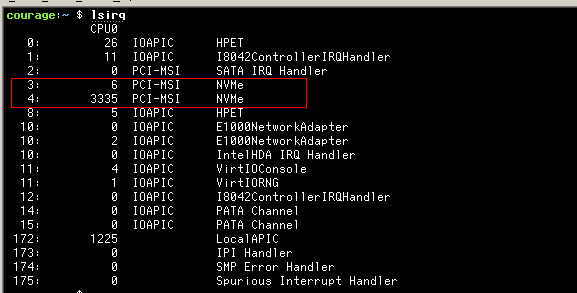 courage:~ $ lsirq
CPU0
0: 26 IOAPIC HPET
1: 11 IOAPIC I8042ControllerIRQHandler
2: 0 PCI-MSI SATA IRQ Handler
3: 6 PCI-MSI NVMe
4: 3335 PCI-MSI NVMe
8: 5 IOAPIC HPET
10: 0 IOAPIC E1000NetworkAdapter
10: 2 IOAPIC E1000NetworkAdapter
10: 0 IOAPIC IntelHDA IRQ Handler
11: 4 IOAPIC VirtIOConsole
11: 1 IOAPIC VirtIORNG
12: 0 IOAPIC I8042ControllerIRQHandler
14: 0 IOAPIC PATA Channel
15: 0 IOAPIC PATA Channel
172: 1225 LocalAPIC
173: 0 IPI Handler
174: 0 SMP Error Handler
175: 0 Spurious Interrupt Handler